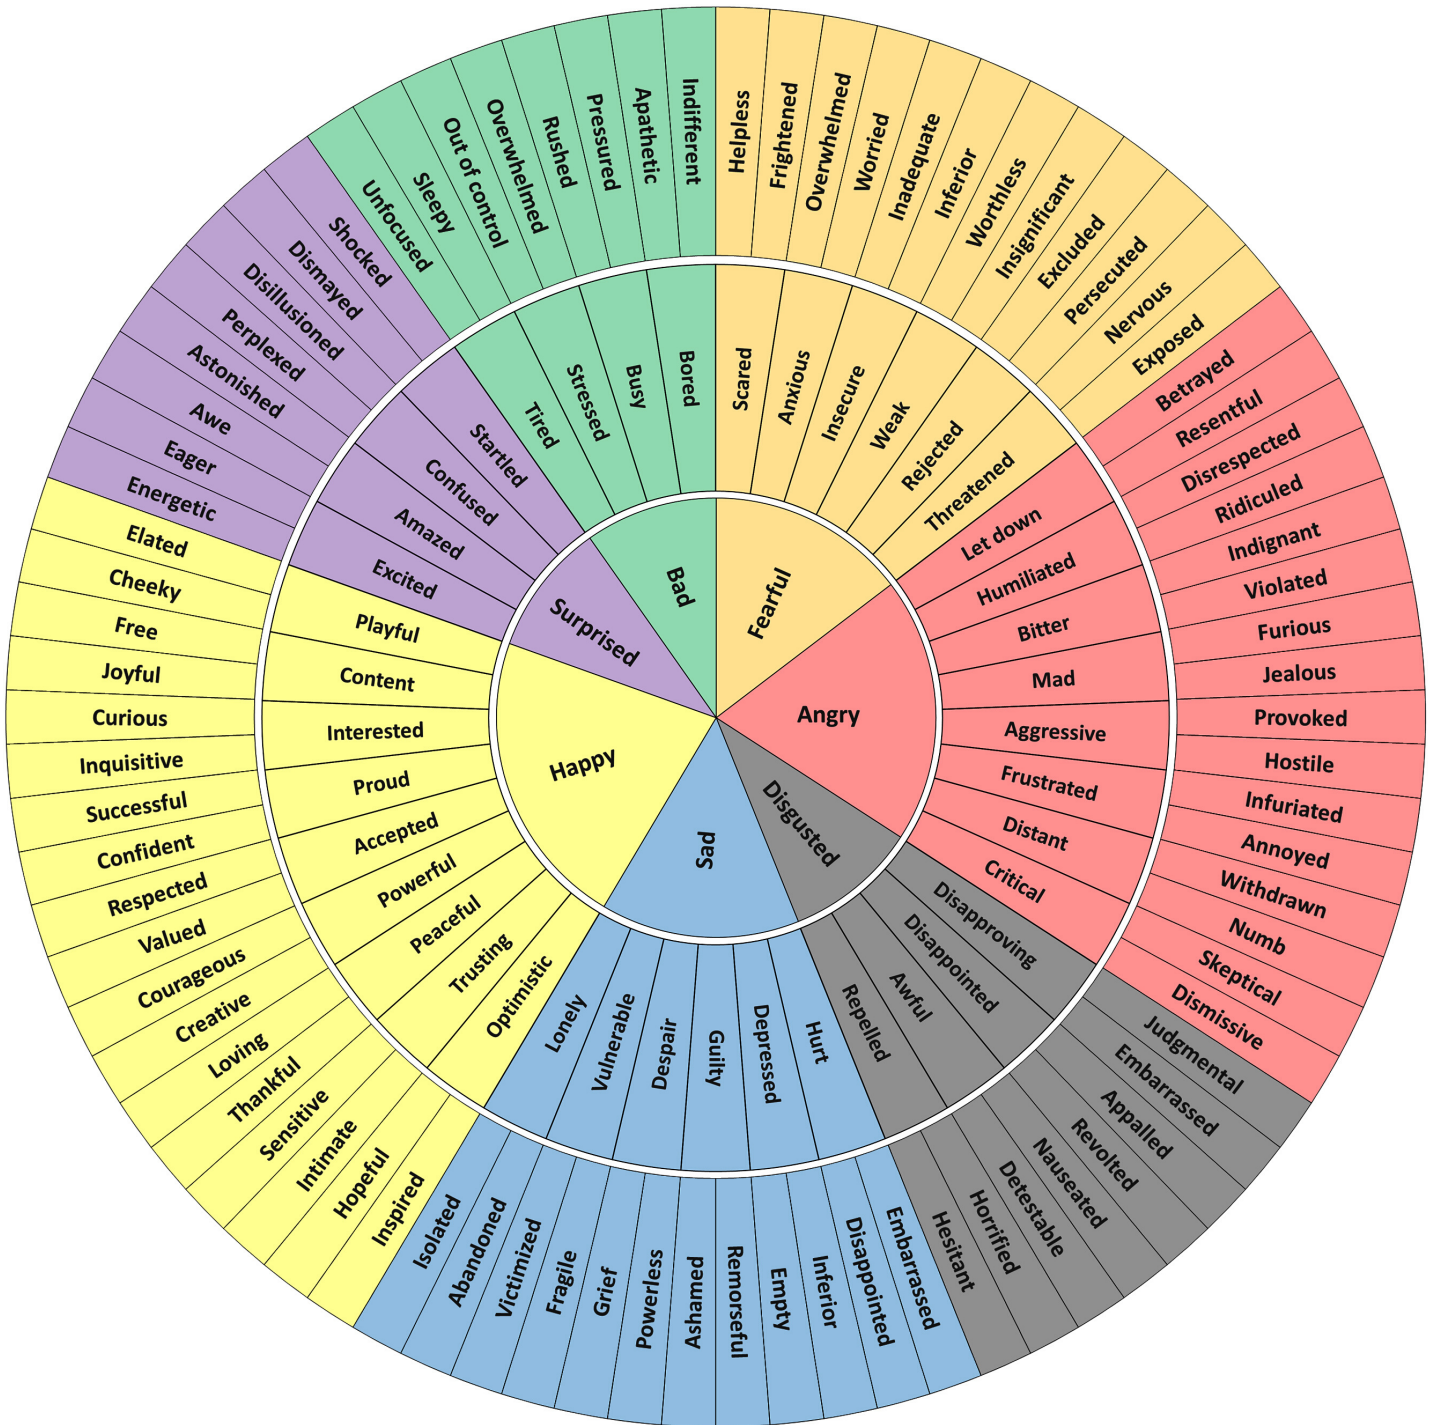 Fearful
Angry
Disgusted
Sad
Happy
Surprised
Bad
Scared
Anxious
Insecure
Weak
Rejected
Threatened
Let down
Humiliated
Bitter
Mad
Aggressive
Frustrated
Distant
Critical
Disapproving
Disappointed
Awful
Repelled
Hurt
Depressed
Guilty
Despair
Vulnerable
Lonely
Optimistic
Trusting
Peaceful
Powerful
Accepted
Proud
Interested
Content
Playful
Excited
Amazed
Confused
Startled
Tired
Stressed
Busy
Bored
Helpless
Frightened
Overwhelmed
Worried
Inadequate
Inferior
Worthless
Insignificant
Excluded
Persecuted
Nervous
Exposed
Betrayed
Resentful
Disrespected
Ridiculed
Indignant
Violated
Furious
Jealous
Provoked
Hostile
Infuriated
Annoyed
Withdrawn
Numb
Skeptical
Dismissive
Judgmental
Embarrassed
Appalled
Revolted
Nauseated
Detestable
Horrified
Hesitant
Embarrassed
Disappointed
Inferior
Empty
Remorseful
Ashamed
Powerless
Grief
Fragile
Victimized
Abandoned
Isolated
Inspired
Hopeful
Intimate
Sensitive
Thankful
Loving
Creative
Courageous
Valued
Respected
Confident
Successful
Inquisitive
Curious
Joyful
Free
Cheeky
Elated
Energetic
Eager
Awe
Astonished
Perplexed
Disillusioned
Dismayed
Shocked
Unfocused
Sleepy
Out of control
Overwhelmed
Rushed
Pressured
Apathetic
Indifferent